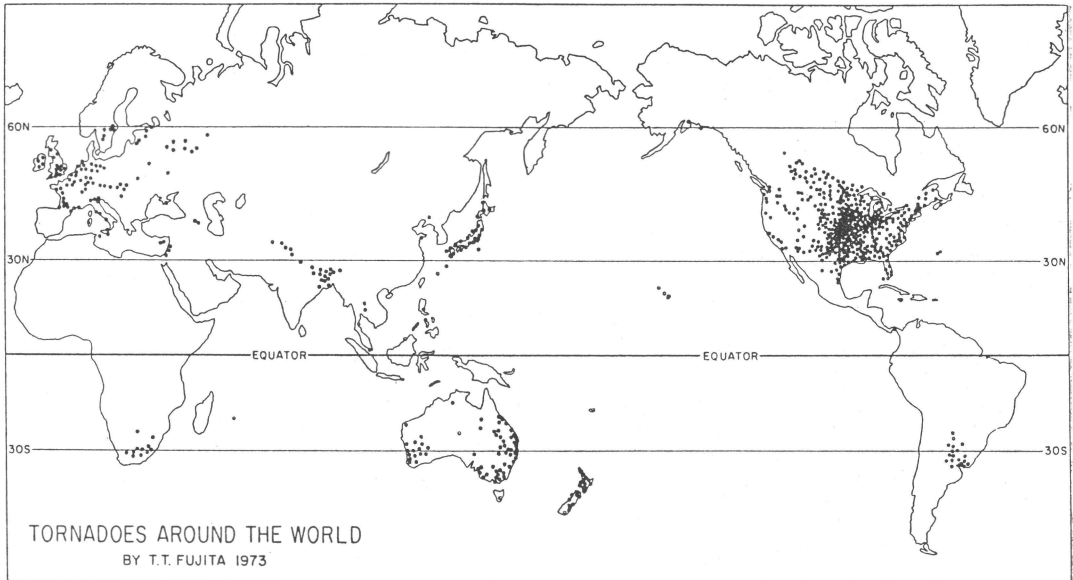 60N
60N
30N
30N
EQUATOR
EQUATOR
30S
30S
TORNADOES AROUND THE WORLD
BY T.T. FUJITA 1973